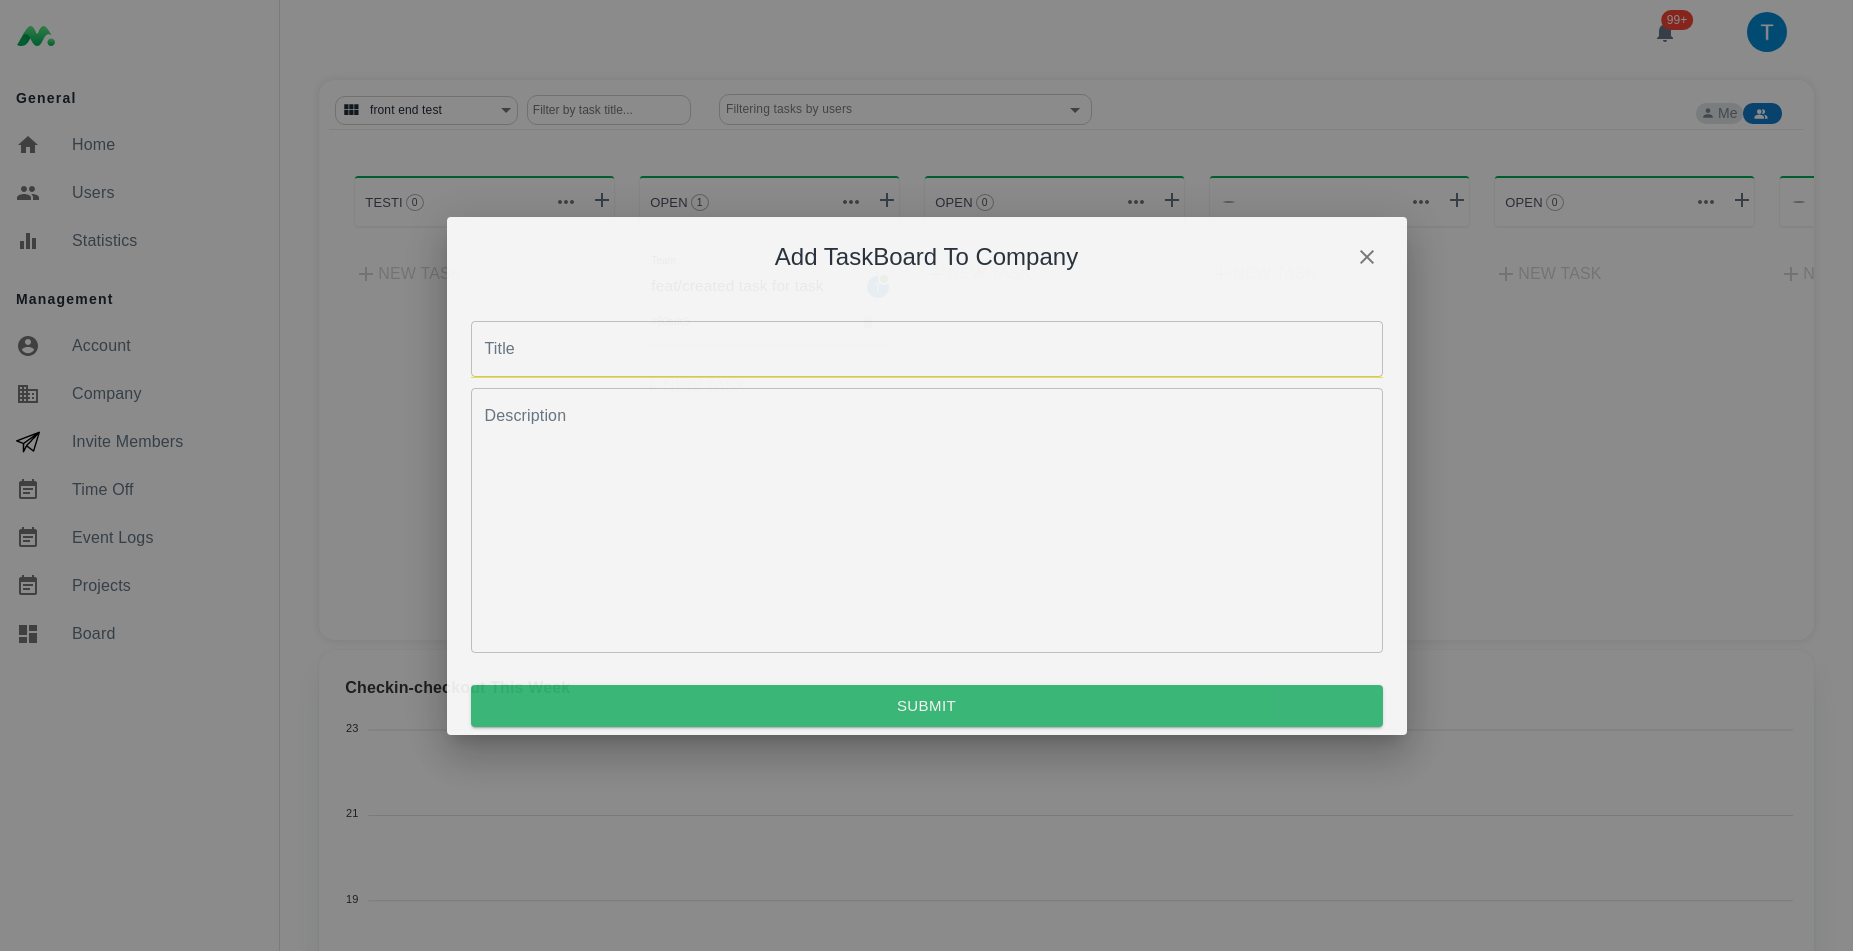 99+
T
General
Home
Users
Statistics
Management
Account
Company
Invite Members
Time Off
Event Logs
Projects
Board
front end test
Filter by task title...
Filtering tasks by users
Me
TESTI 0
OPEN 1
OPEN 0
OPEN 0
NEW TAS
feat/created task for task
NEW TASK
N
Add TaskBoard To Company
Title
Description
SUBMIT
Checkin-checkout This Week
23
21
19